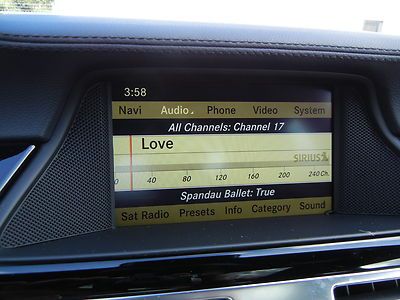 3:58
Navi Audio Phone Video System
All Channels: Channel 17
Love
SIRIUS
0 40 80 120 160 200 240 Ch.
Spandau Ballet: True
Sat Radio Presets Info Category Sound